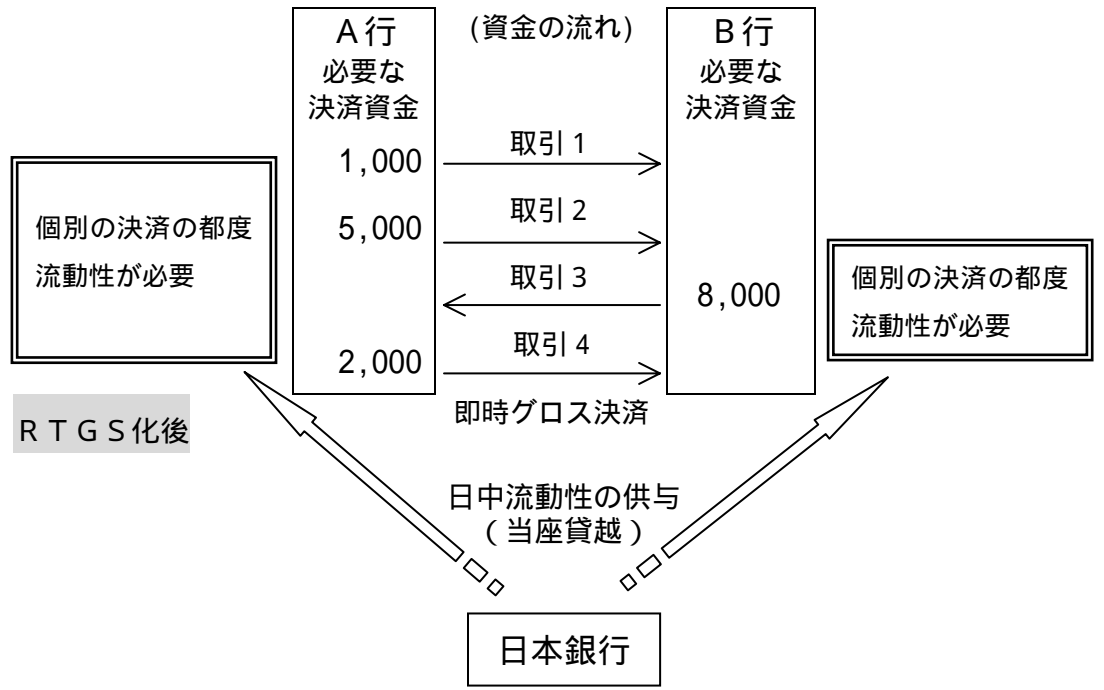 A行
必要な
決済資金
(資金の流れ)
B行
必要な
決済資金
1,000
取引1
5,000
取引2
取引3
8,000
2,000
取引4
即時グロス決済
個別の決済の都度
流動性が必要
個別の決済の都度
流動性が必要
RTGS化後
日中流動性の供与
(当座貸越)
日本銀行